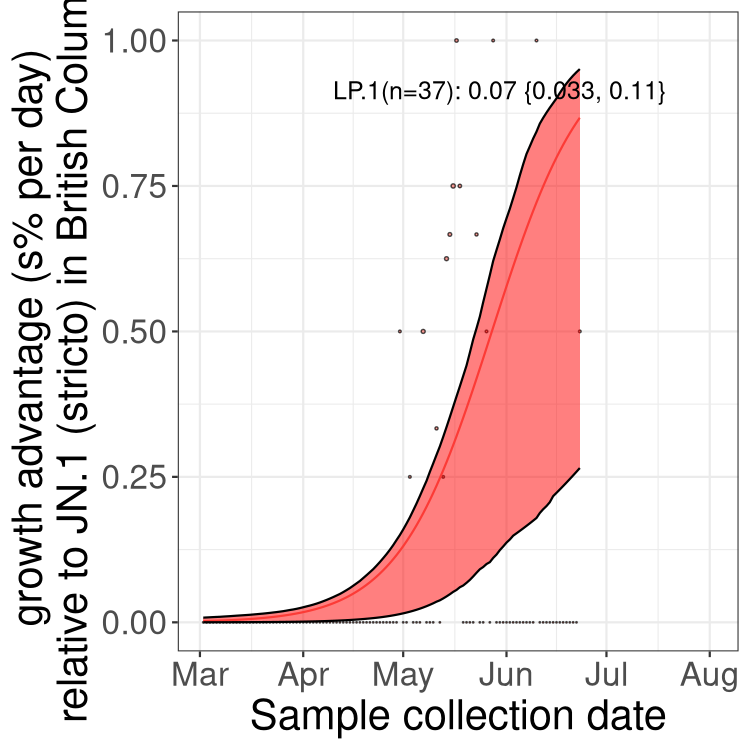 growth advantage (s% per day)
relative to JN.1 (stricto) in British Colum
1.00
0.75
0.50
0.25
0.00
LP.1(n=37): 0.07 {0.033, 0.11}
Mar Apr May Jun Jul Aug
Sample collection date